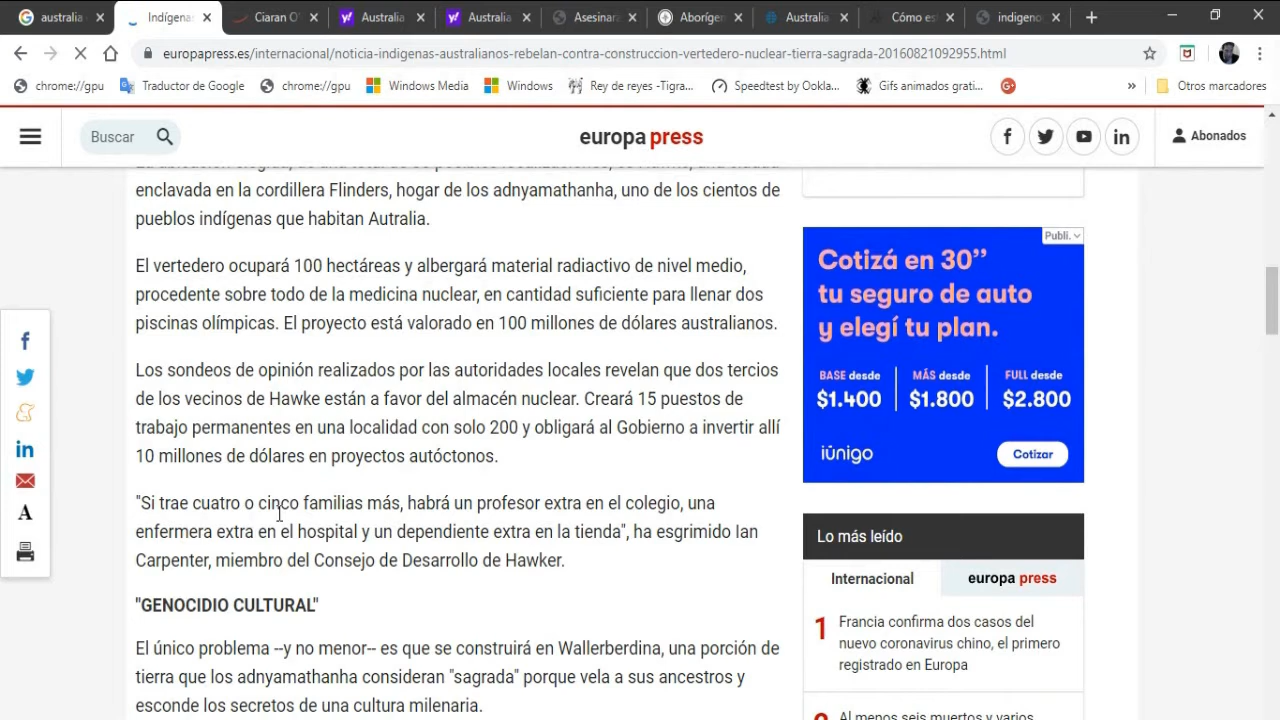 australia
Indígena
Ciaran O'
Australia
Australia
Asesinara
Aborígen
Australia
Cómo es
indigeno
europapress.es/internacional/noticia-indigenas-australianos-rebelan-contra-construccion-vertedero-nuclear-tierra-sagrada-20160821092955.html
chrome://gpu
Traductor de Google
chrome://gpu
Windows Media
Windows
Rey de reyes -Tigra...
Speedtest by Ookla...
Gifs animados grati...
»
Otros marcadores
Buscar
europa press
Abonados
enclavada en la cordillera Flinders, hogar de los adnyamathanha, uno de los cientos de
pueblos indígenas que habitan Autralia.
El vertedero ocupará 100 hectáreas y albergará material radiactivo de nivel medio,
procedente sobre todo de la medicina nuclear, en cantidad suficiente para llenar dos
piscinas olímpicas. El proyecto está valorado en 100 millones de dólares australianos.
Los sondeos de opinión realizados por las autoridades locales revelan que dos tercios
de los vecinos de Hawke están a favor del almacén nuclear. Creará 15 puestos de
trabajo permanentes en una localidad con solo 200 y obligará al Gobierno a invertir allí
10 millones de dólares en proyectos autóctonos.
"Si trae cuatro o cinco familias más, habrá un profesor extra en el colegio, una
enfermera extra en el hospital y un dependiente extra en la tienda", ha esgrimido Ian
Carpenter, miembro del Consejo de Desarrollo de Hawker.
"GENOCIDIO CULTURAL"
El único problema --y no menor-- es que se construirá en Wallerberdina, una porción de
tierra que los adnyamathanha consideran "sagrada" porque vela a sus ancestros y
esconde los secretos de una cultura milenaria.
Publi.
Cotizá en 30’’
tu seguro de auto
y elegí tu plan.
BASE desde
$1.400
MÁS desde
$1.800
FULL desde
$2.800
iúnigo
Cotizar
Lo más leído
Internacional
europa press
1
Francia confirma dos casos del
nuevo coronavirus chino, el primero
registrado en Europa
Al menos seis muertos y varios